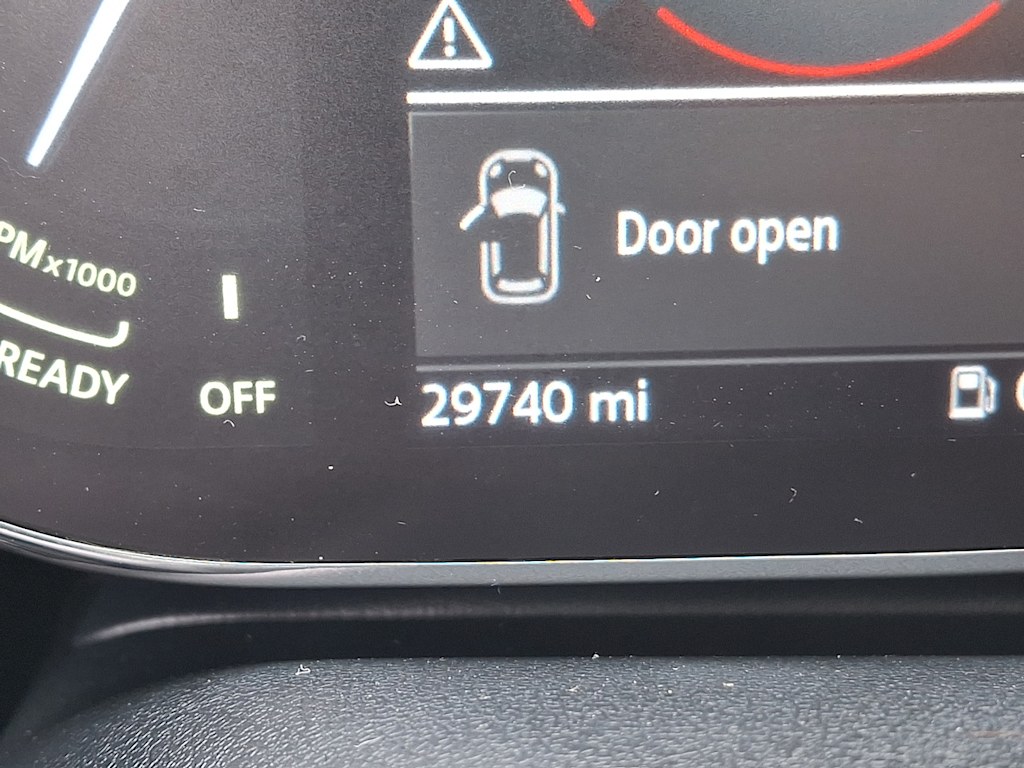 Door open
PMx1000
READY
OFF
29740 mi